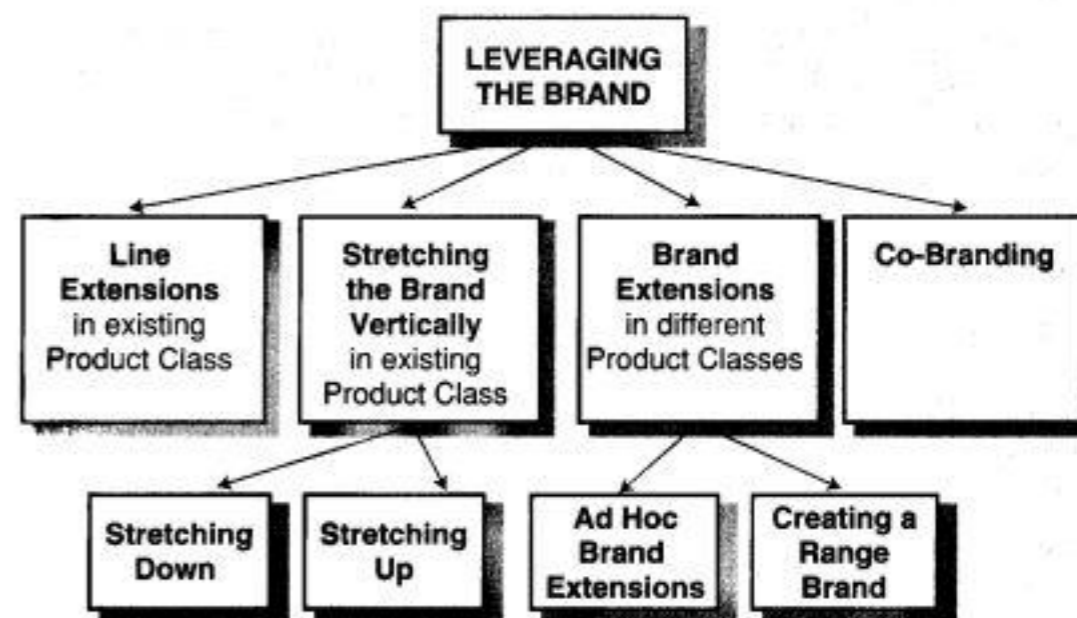 LEVERAGING
THE BRAND
Line
Extensions
in existing
Product Class
Stretching
the Brand
Vertically
in existing
Product Class
Brand
Extensions
in different
Product Classes
Co-Branding
Stretching
Down
Stretching
Up
Ad Hoc
Brand
Extensions
Creating a
Range
Brand